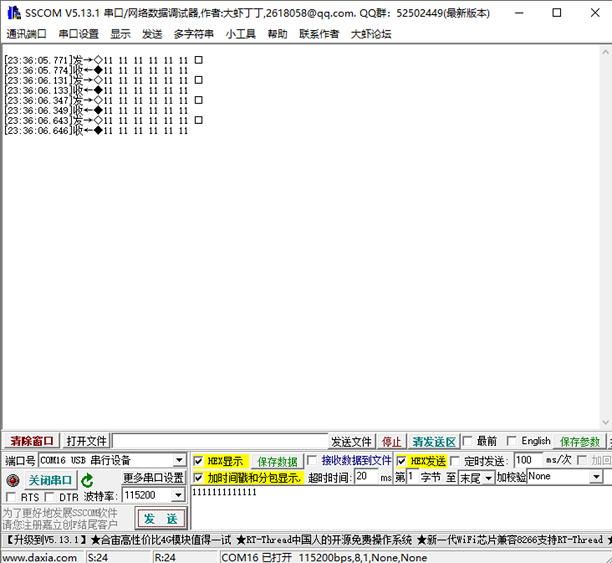 SSCOM V5.13.1 串口/网络数据调试器,作者:大虾丁丁,2618058@qq.com. QQ群: 52502449(最新版本)
通讯端口 串口设置 显示 发送 多字符串 小工具 帮助 联系作者 大虾论坛
[23:36:05.771]发→◇11 11 11 11 11 11 □
[23:36:05.774]收←◆11 11 11 11 11 11
[23:36:06.131]发→◇11 11 11 11 11 11 □
[23:36:06.133]收←◆11 11 11 11 11 11
[23:36:06.347]发→◇11 11 11 11 11 11 □
[23:36:06.349]收←◆11 11 11 11 11 11
[23:36:06.643]发→◇11 11 11 11 11 11 □
[23:36:06.646]收←◆11 11 11 11 11 11
清除窗口 打开文件 发送文件 停止 清发送区 最前 English 保存参数
端口号 COM16 USB 串行设备 HEX显示 保存数据 接收数据到文件 HEX发送 定时发送: 100 ms/次 加回
关闭串口 更多串口设置 加时间戳和分包显示. 超时时间: 20 ms 第 1 字节 至 末尾 加校验 None
RTS DTR 波特率: 115200 111111111111
为了更好地发展SSCOM软件
请您注册嘉立创F结尾客户 发 送
【升级到V5.13.1】★合宙高性价比4G模块值得一试 ★RT-Thread中国人的开源免费操作系统 ★新一代WiFi芯片兼容8266支持RT-Thread ★
www.daxia.com S:24 R:24 COM16 已打开 115200bps,8,1,None,None